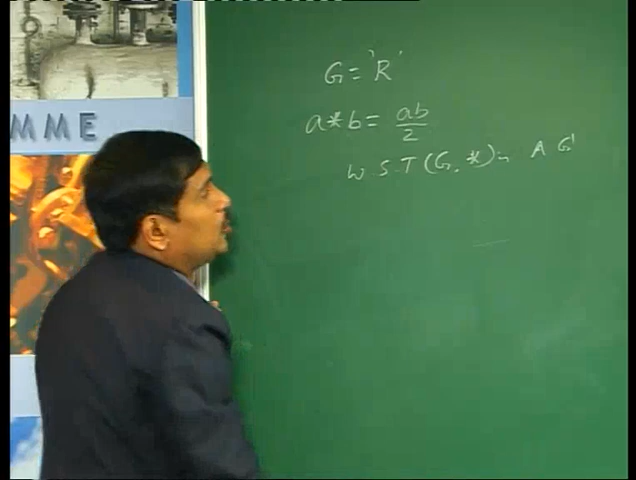 MME
G = 'R'
a*b = ab/2
W.S.T (G, *) is A G